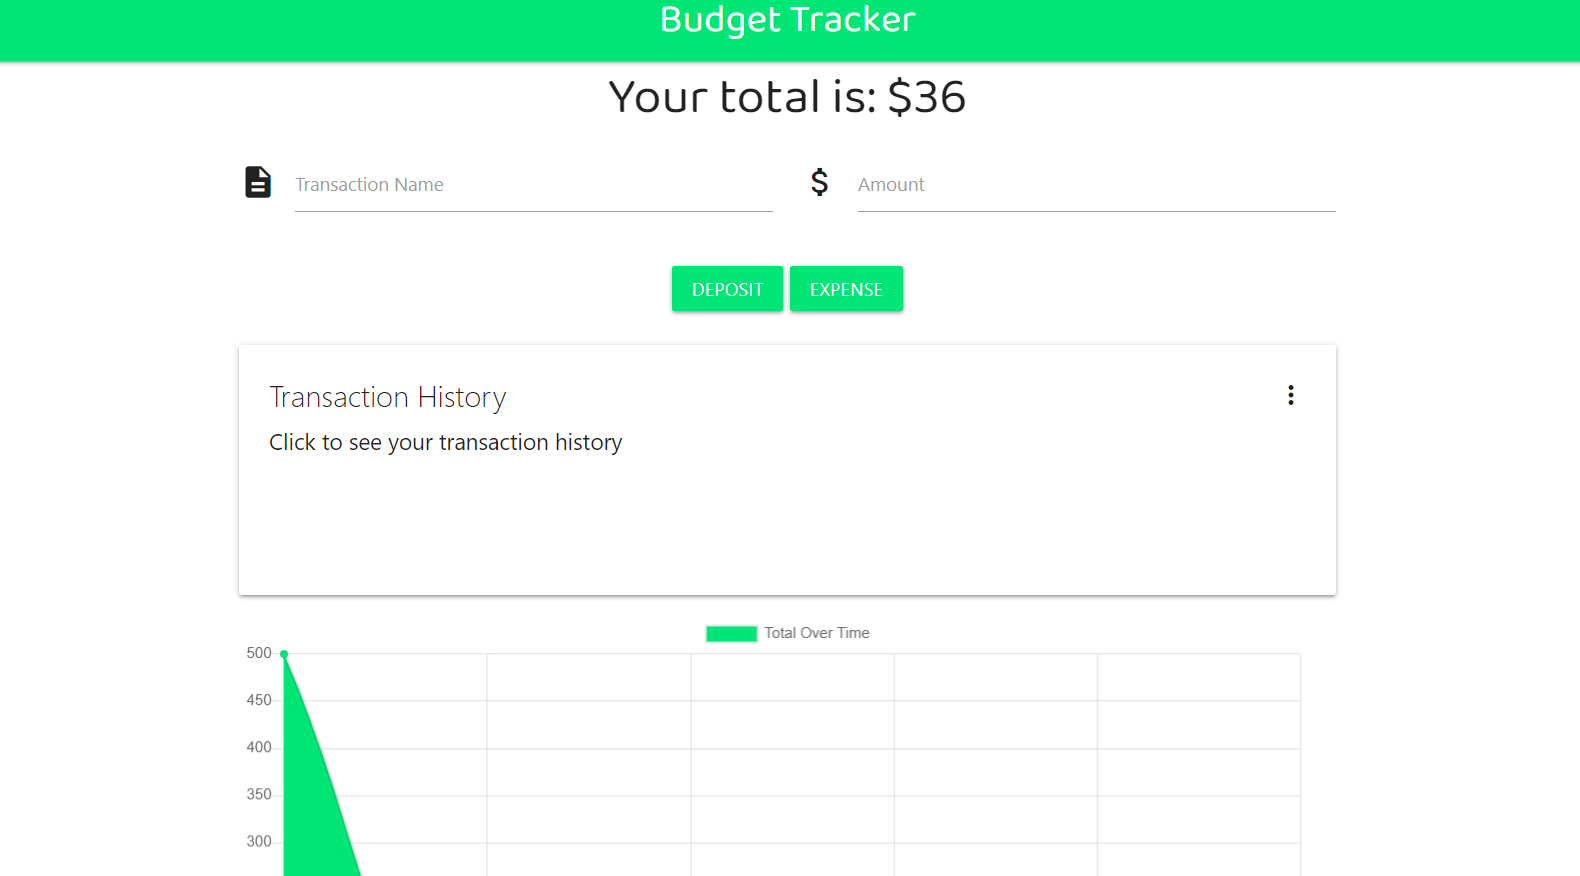 Budget Tracker
Your total is: $36
Transaction Name
$ Amount
DEPOSIT EXPENSE
Transaction History
Click to see your transaction history
Total Over Time
500
450
400
350
300